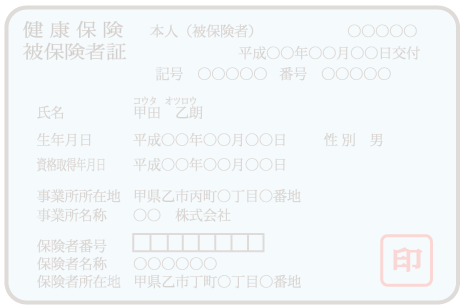 健康保険 本人（被保険者） 〇〇〇〇〇
被保険者証 平成〇〇年〇〇月〇〇日交付
記号 〇〇〇〇〇 番号 〇〇〇〇〇
コウタ オツロウ
氏名 甲田 乙朗
生年月日 平成〇〇年〇〇月〇〇日 性別 男
資格取得年月日 平成〇〇年〇〇月〇〇日
事業所所在地 甲県乙市丙町〇丁目〇番地
事業所名称 〇〇 株式会社
保険者番号
保険者名称 〇〇〇〇〇〇
保険者所在地 甲県乙市丁町〇丁目〇番地
印